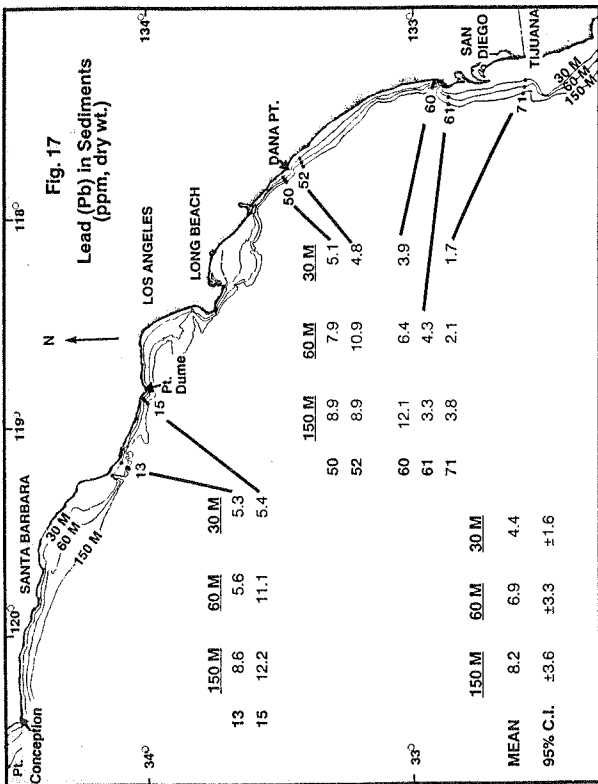 Fig. 17
Lead (Pb) in Sediments
(ppm, dry wt.)
120°
119°
118°
34°
33°
34°
33°
N
Pt.
Conception
SANTA BARBARA
30 M
60 M
150 M
13
15
Pt.
Dume
LOS ANGELES
LONG BEACH
DANA PT.
50
52
60
61
SAN
DIEGO
71
TIJUANA
30 M
60-M
150-M
150 M 60 M 30 M
13 8.6 5.6 5.3
15 12.2 11.1 5.4
150 M 60 M 30 M
50 8.9 7.9 5.1
52 8.9 10.9 4.8
60 12.1 6.4 3.9
61 3.3 4.3
71 3.8 2.1 1.7
150 M 60 M 30 M
MEAN 8.2 6.9 4.4
95% C.I. ±3.6 ±3.3 ±1.6